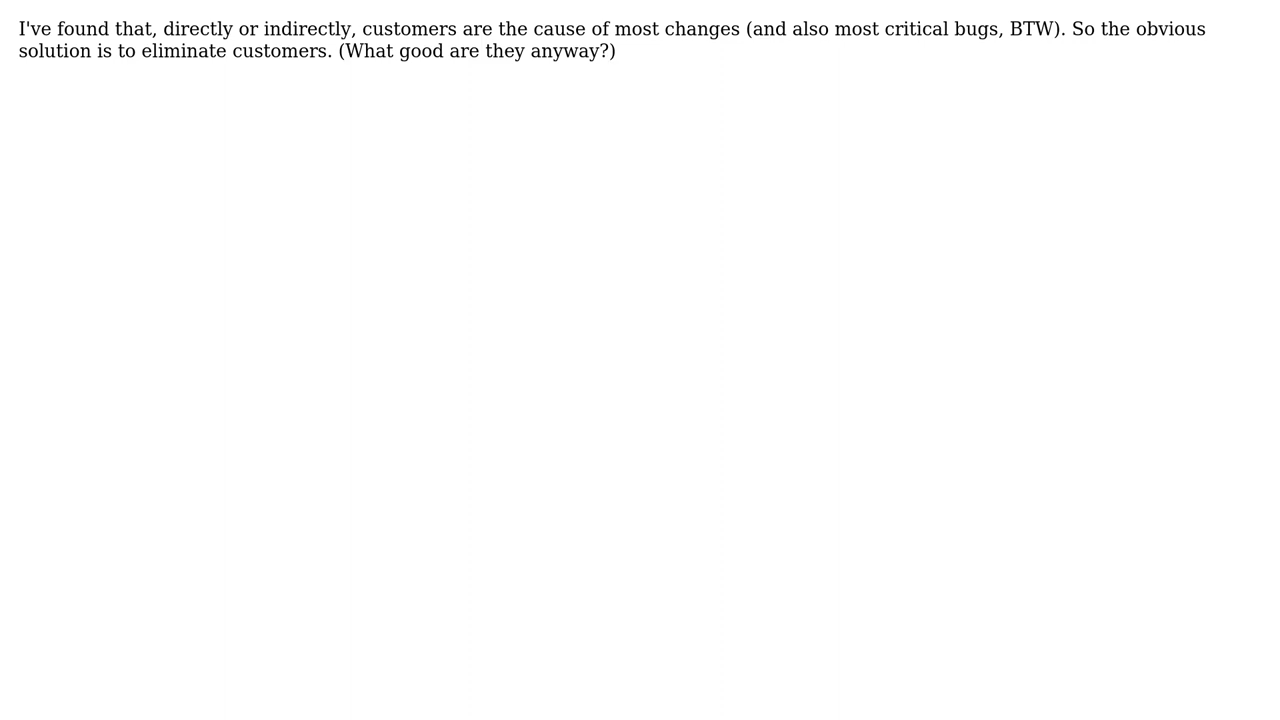 I've found that, directly or indirectly, customers are the cause of most changes (and also most critical bugs, BTW). So the obvious
solution is to eliminate customers. (What good are they anyway?)